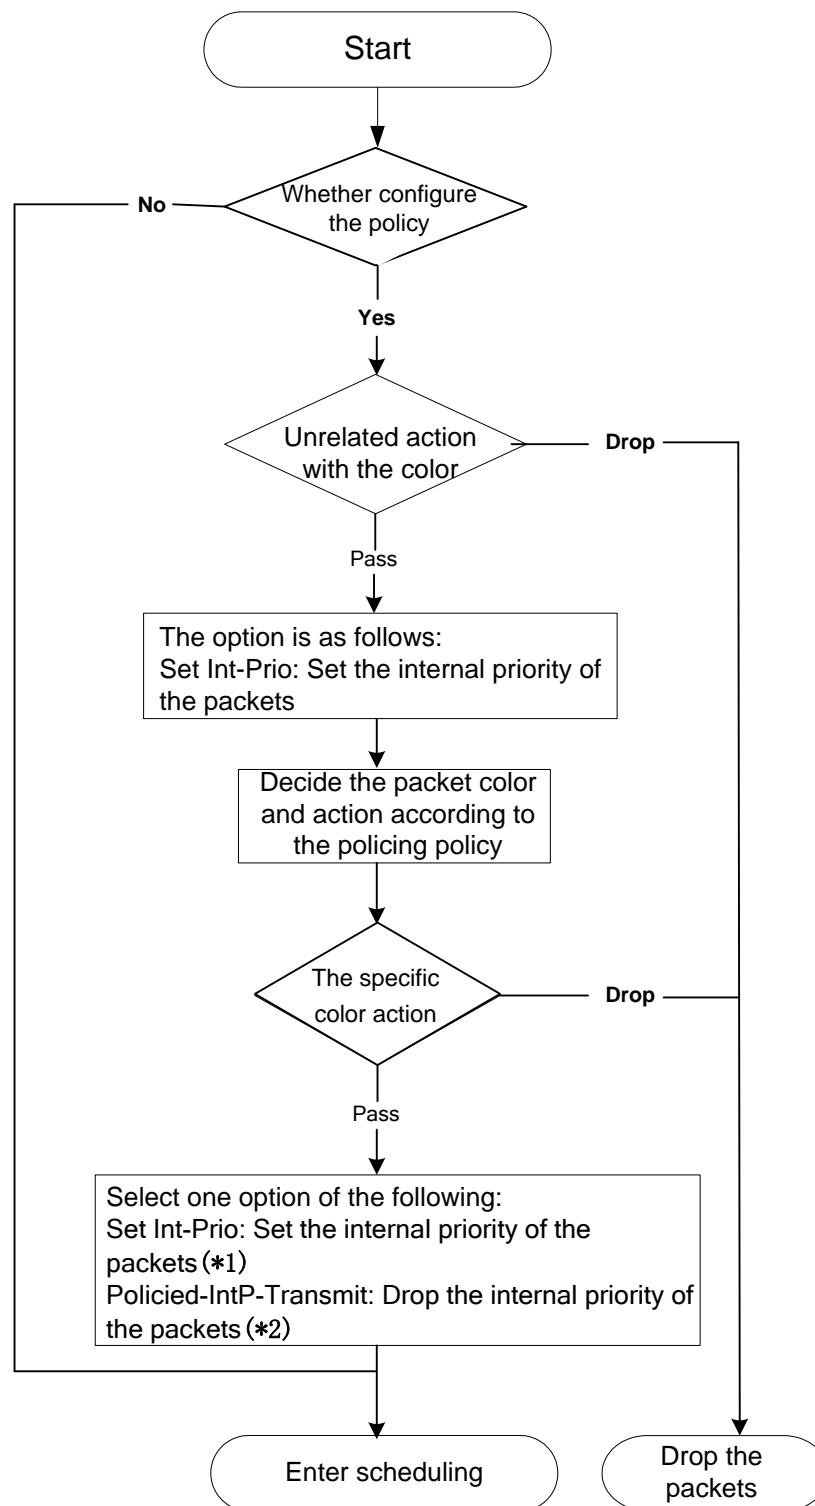 Start
Whether configure
the policy
No
Yes
Unrelated action
with the color
Drop
Pass
The option is as follows:
Set Int-Prio: Set the internal priority of
the packets
Decide the packet color
and action according to
the policing policy
The specific
color action
Drop
Pass
Select one option of the following:
Set Int-Prio: Set the internal priority of the
packets(*1)
Policied-IntP-Transmit: Drop the internal priority of
the packets(*2)
Enter scheduling
Drop the
packets